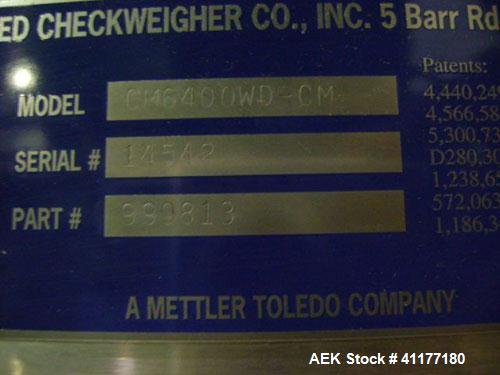 ED CHECKWEIGHER CO., INC. 5 Barr Rd
Patents:
MODEL CM6400WD-CM- 4,440,249
4,566,58
SERIAL # 14542 5,300,73
D280,30
1,238,65
PART # 999813 572,063
1,186,3
A METTLER TOLEDO COMPANY
AEK Stock # 41177180